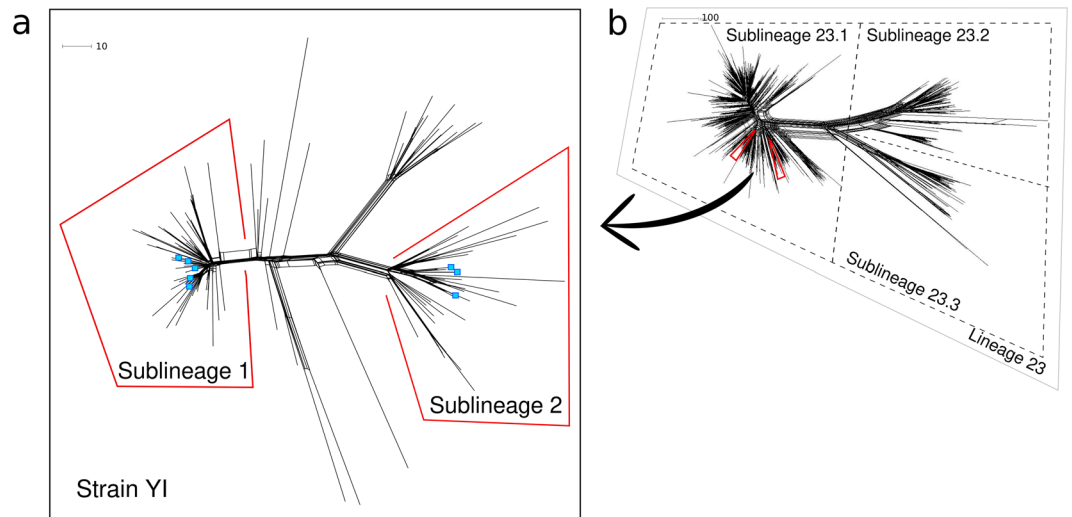 a
10
Sublineage 1
Sublineage 2
Strain YI
b
100
Sublineage 23.1
Sublineage 23.2
Sublineage 23.3
Lineage 23